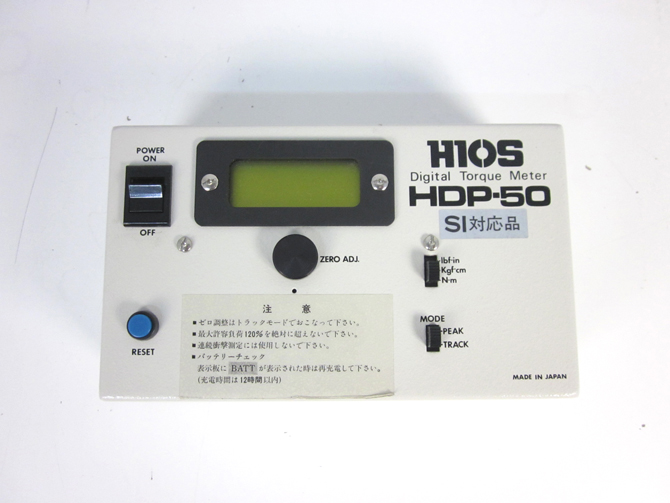 POWER
ON
OFF
HIOS
Digital Torque Meter
HDP-50
SI対応品
ZERO ADJ.
lbf·in
Kgf·cm
N·m
RESET
MODE
PEAK
TRACK
注意
■ゼロ調整はトラックモードでおこなって下さい。
■最大許容負荷120%を絶対に超えないで下さい。
■連続衝撃測定には使用しないで下さい。
■バッテリーチェック
表示板に BATT が表示された時は再充電して下さい。
(充電時間は12時間以内)
MADE IN JAPAN